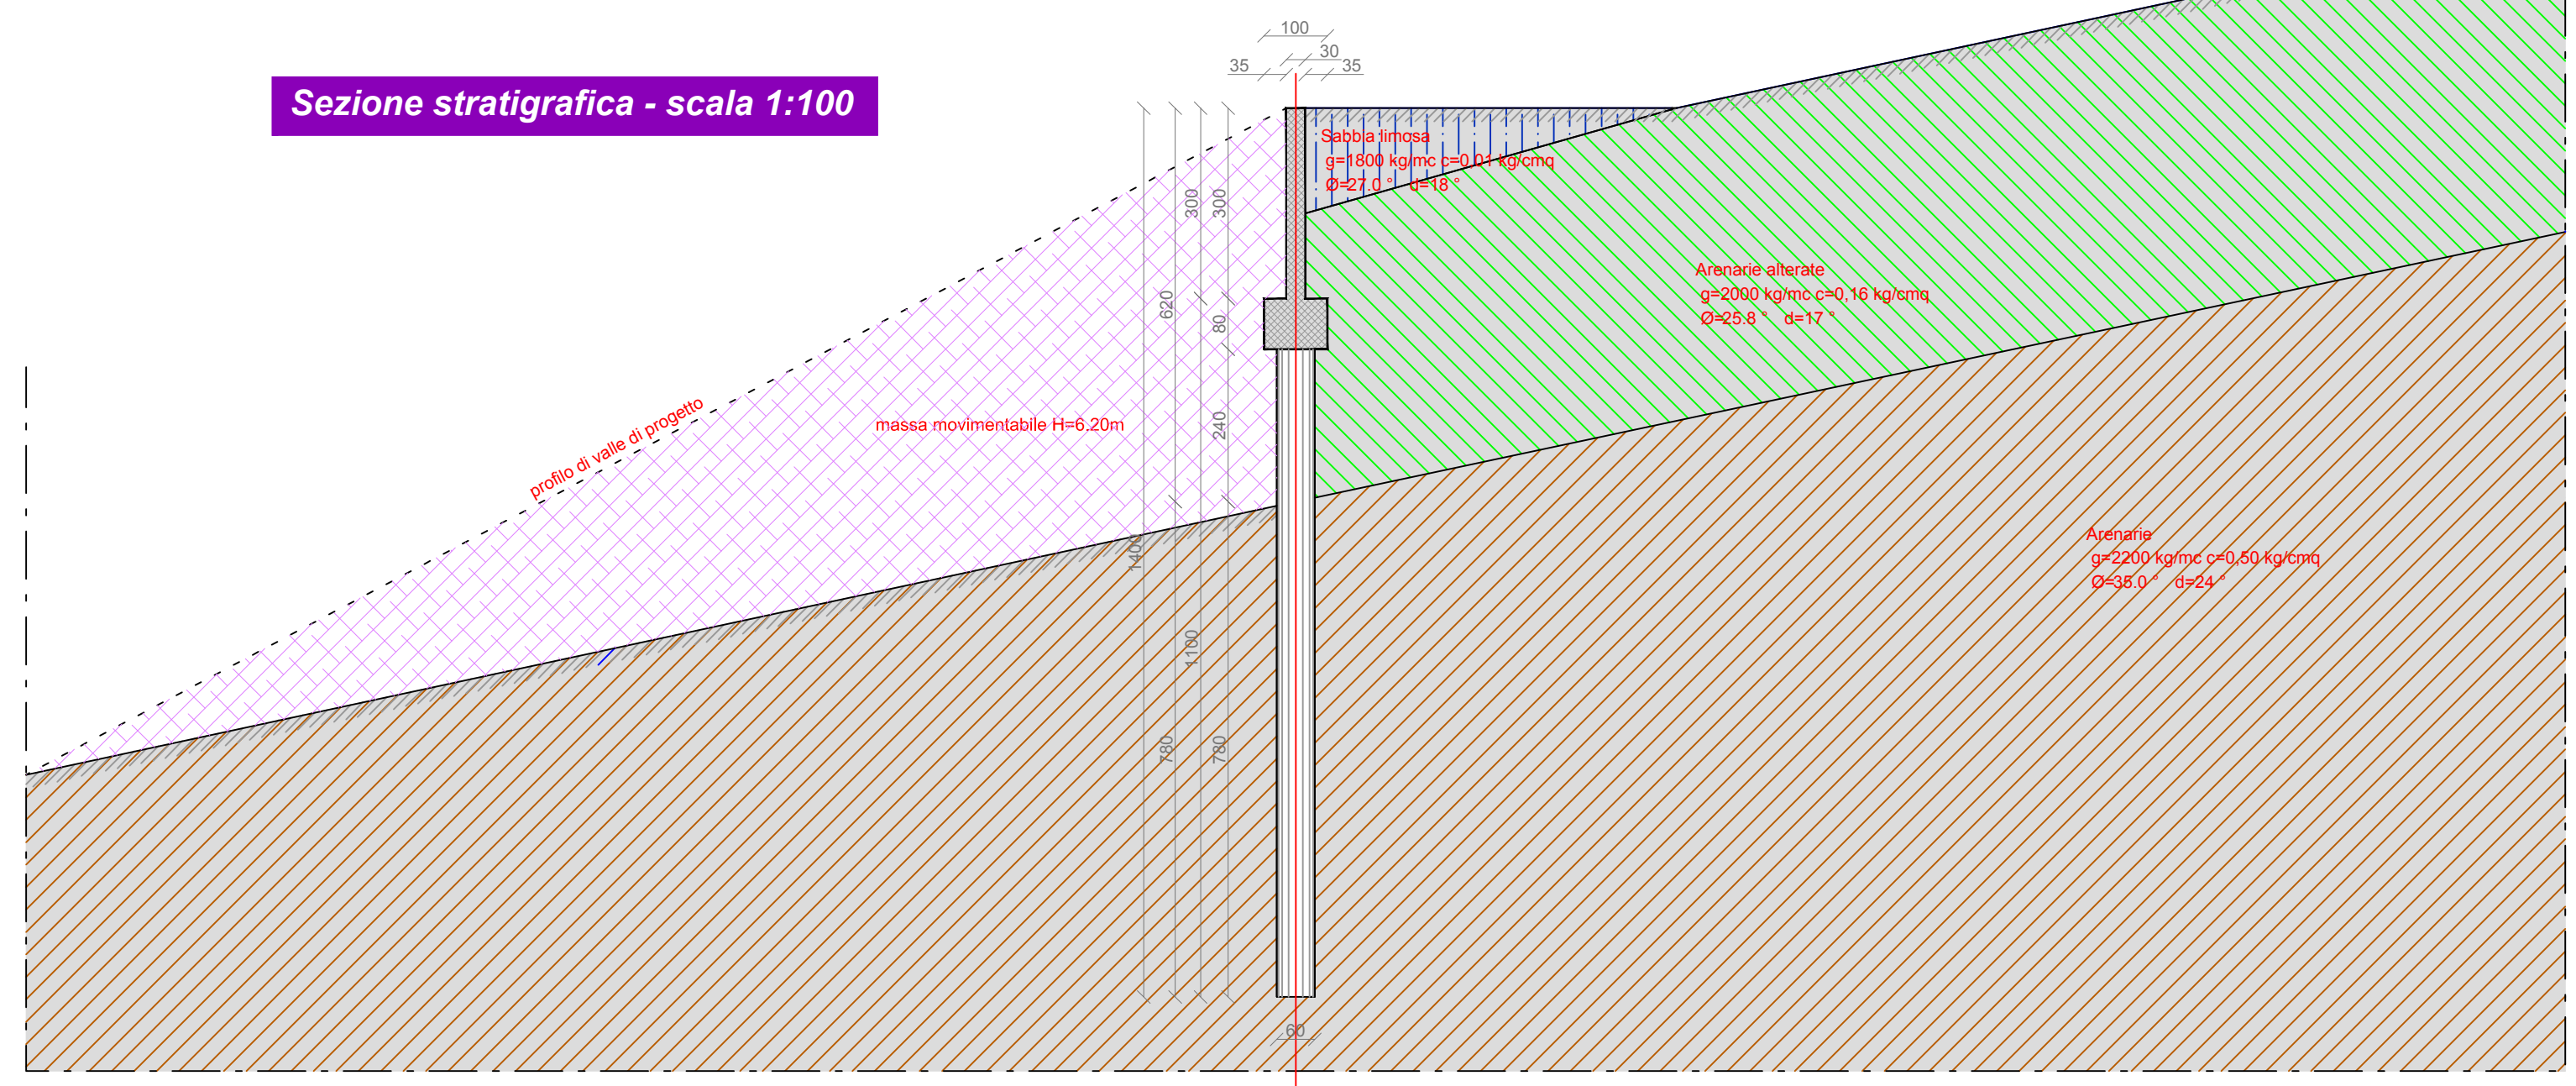 100
30
35
35
Sezione stratigrafica - scala 1:100
Sabbia limosa
g=1800 kg/mc c=0,01 kg/cmq
Ø=27.0 ° d=18 °
300
300
Arenarie alterate
g=2000 kg/mc c=0,16 kg/cmq
Ø=25.8 ° d=17 °
620
80
profilo di valle di progetto
massa movimentabile H=6.20m
240
1400
Arenarie
g=2200 kg/mc c=0,50 kg/cmq
Ø=35.0 ° d=24 °
1100
780
780
60